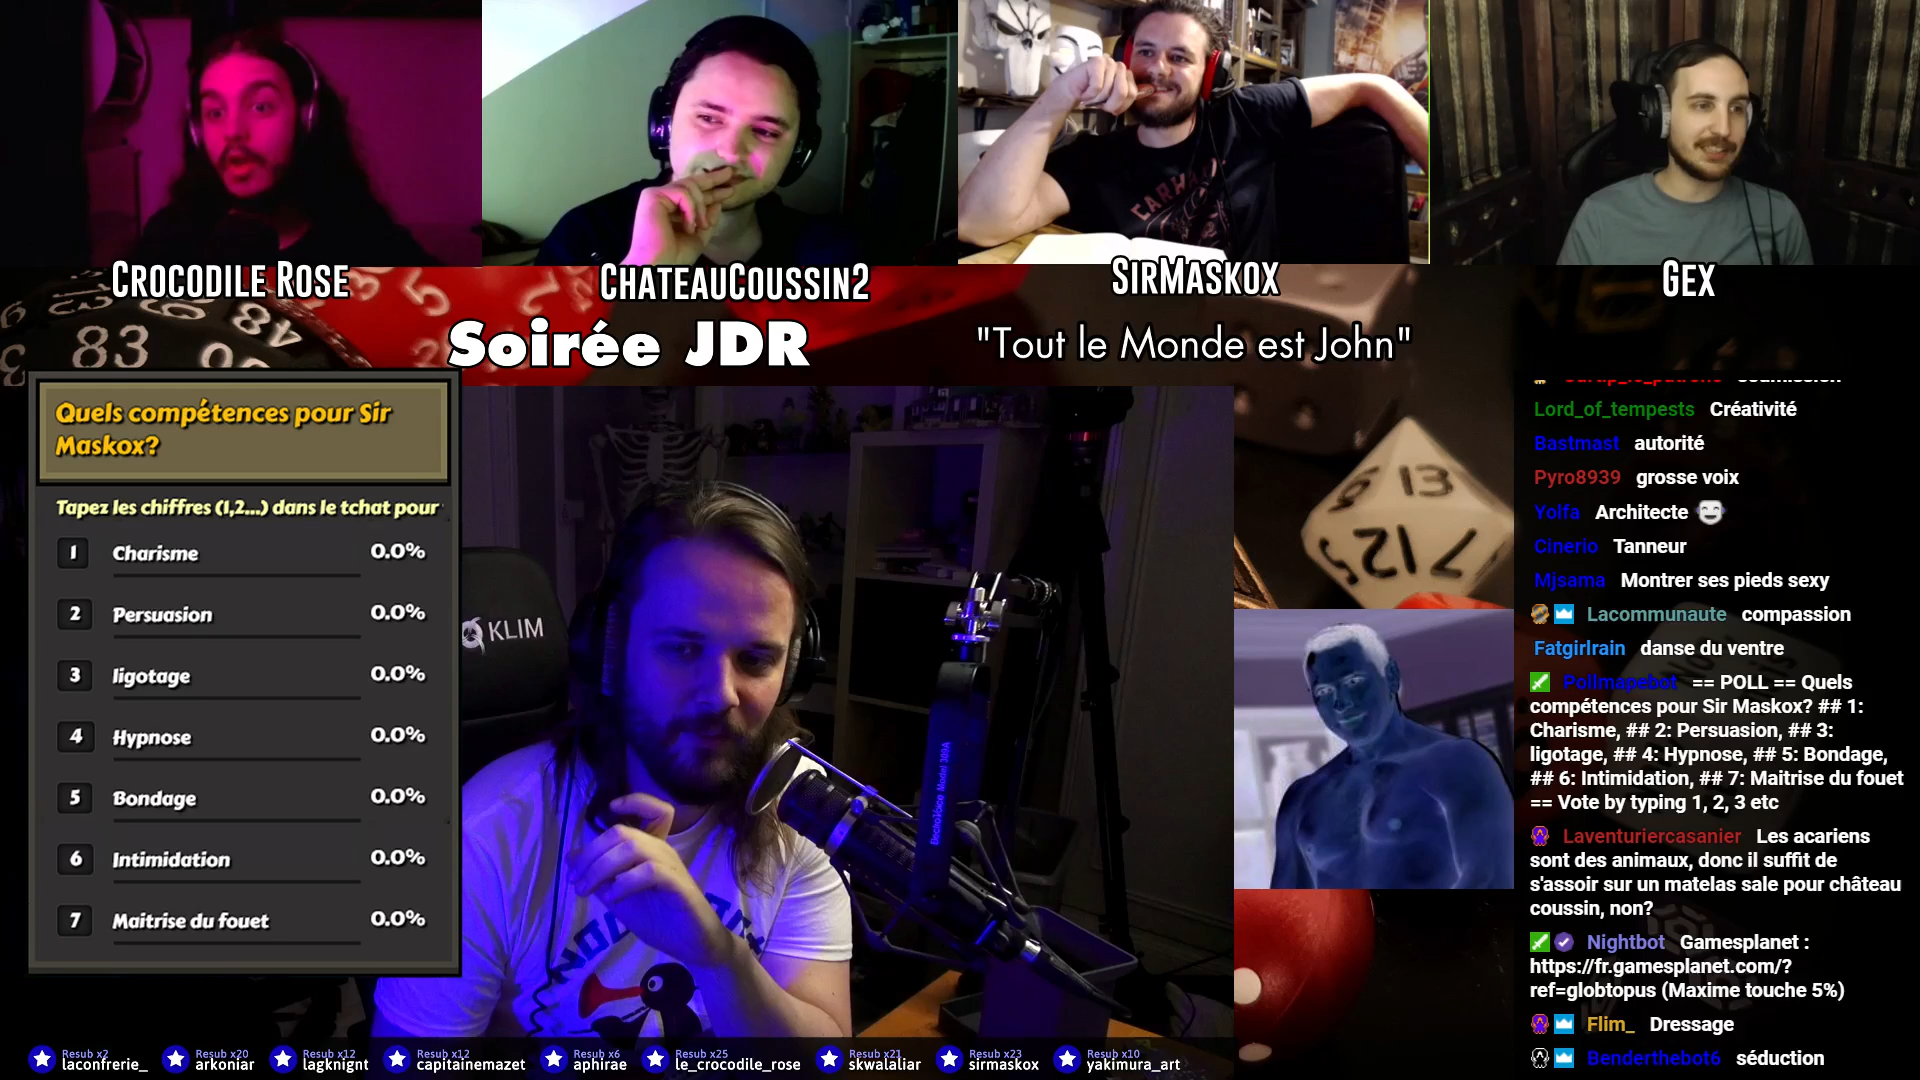 CROCODILE ROSE
CHATEAUCOUSSIN2
SIRMASKOX
GEX
Soirée JDR
"Tout le Monde est John"
83
Quels compétences pour Sir
Maskox?
Tapez les chiffres (1,2...) dans le tchat pour
1 Charisme 0.0%
2 Persuasion 0.0%
3 ligotage 0.0%
4 Hypnose 0.0%
5 Bondage 0.0%
6 Intimidation 0.0%
7 Maitrise du fouet 0.0%
CARHA
KLIM
ElectroVoice Model 309A
13
Lord_of_tempests Créativité
Bastmast autorité
Pyro8939 grosse voix
Yolfa Architecte
Cinerio Tanneur
Mjsama Montrer ses pieds sexy
Lacommunaute compassion
Fatgirlrain danse du ventre
Pollmapebot == POLL == Quels
compétences pour Sir Maskox? ## 1:
Charisme, ## 2: Persuasion, ## 3:
ligotage, ## 4: Hypnose, ## 5: Bondage,
## 6: Intimidation, ## 7: Maitrise du fouet
== Vote by typing 1, 2, 3 etc
Laventuriercasanier Les acariens
sont des animaux, donc il suffit de
s'assoir sur un matelas sale pour château
coussin, non?
Nightbot Gamesplanet :
https://fr.gamesplanet.com/?
ref=globtopus (Maxime touche 5%)
Flim_ Dressage
Benderthebot6 séduction
Resub x2
laconfrerie_
Resub x20
arkoniar
Resub x12
lagknignt
Resub x12
capitainemazet
Resub x6
aphirae
Resub x25
le_crocodile_rose
Resub x21
skwalaliar
Resub x23
sirmaskox
Resub x10
yakimura_art